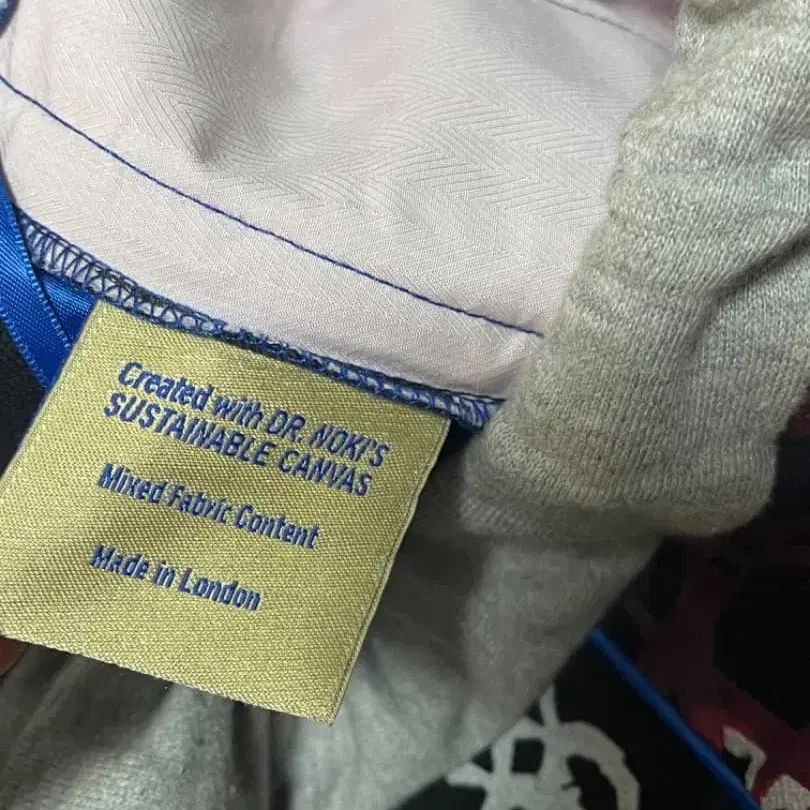 Created with DR. NOKI'S
SUSTAINABLE CANVAS
Mixed Fabric Content
Made in London